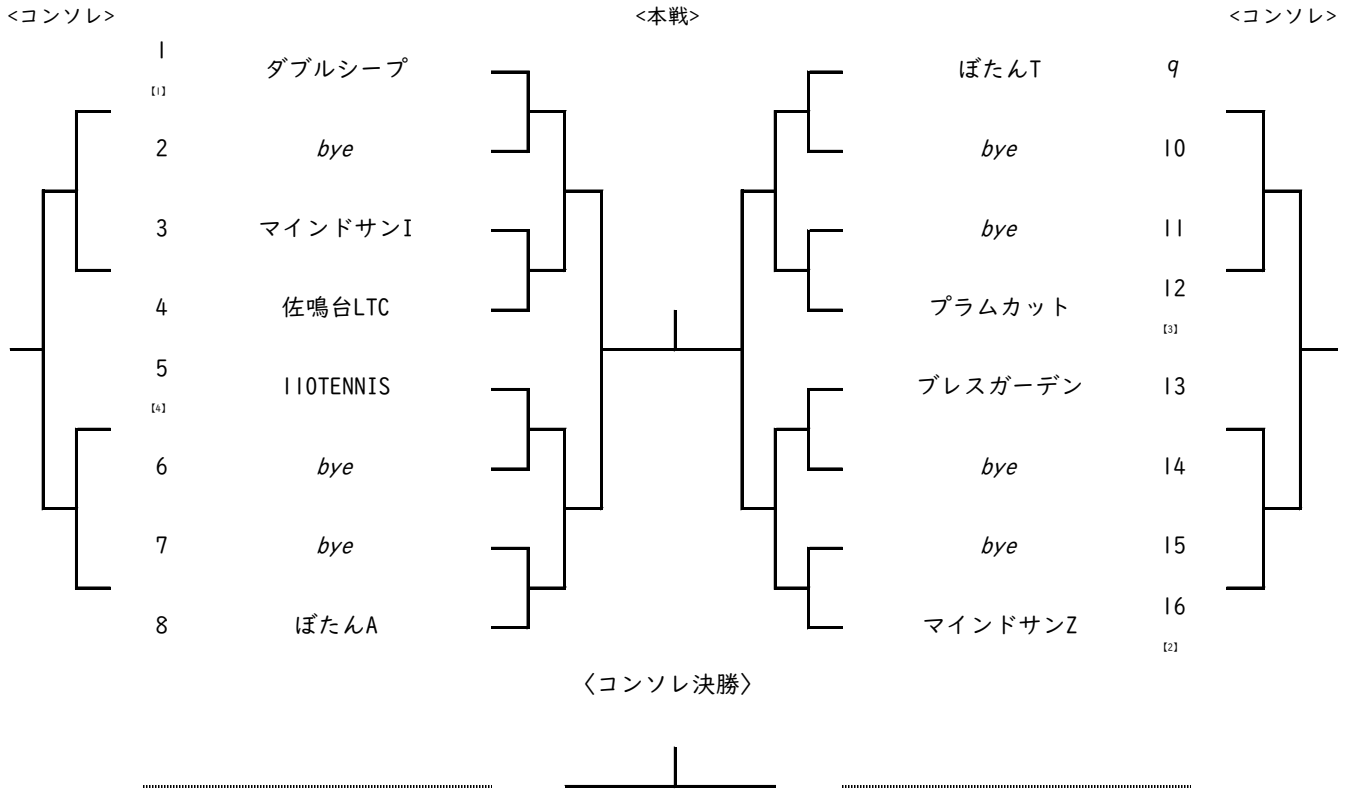 <コンソレ> <本戦> <コンソレ>
1 ダブルシープ ぼたんT 9
【1】
2 bye bye 10
3 マインドサンI bye 11
4 佐鳴台LTC プラムカット 12
【3】
5 110TENNIS ブレスガーデン 13
【4】
6 bye bye 14
7 bye bye 15
8 ぼたんA マインドサンZ 16
【2】
〈コンソレ決勝〉